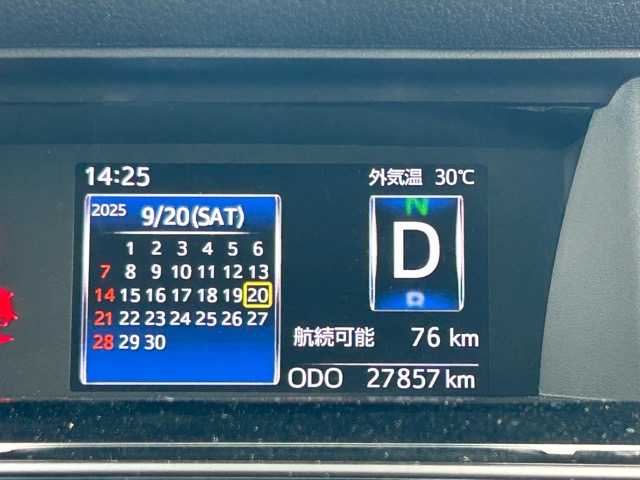 14:25
外気温 30℃
2025 9/20(SAT)
1 2 3 4 5 6
7 8 9 10 11 12 13
14 15 16 17 18 19 20
21 22 23 24 25 26 27
28 29 30
N
D
R
航続可能 76 km
ODO 27857 km